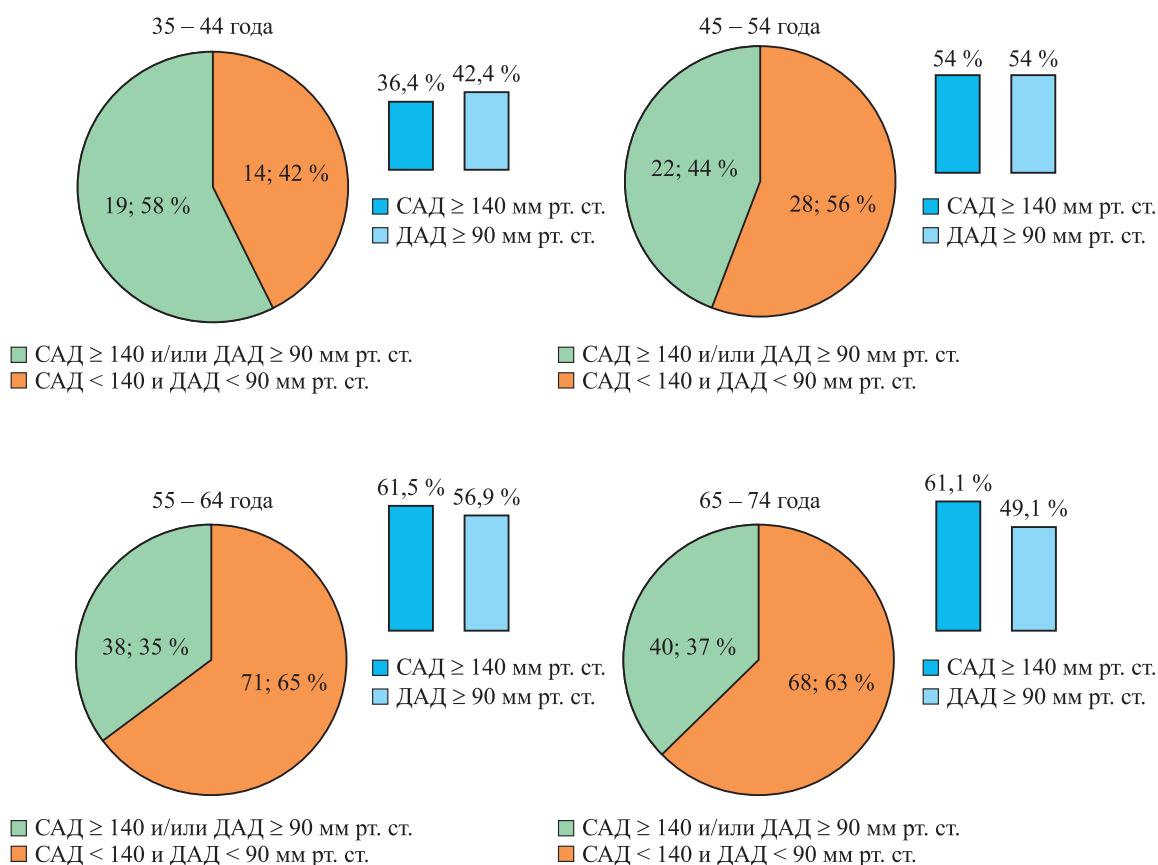 35 – 44 года
36,4 %
42,4 %
14; 42 %
19; 58 %
САД ≥ 140 мм рт. ст.
ДАД ≥ 90 мм рт. ст.
САД ≥ 140 и/или ДАД ≥ 90 мм рт. ст.
САД < 140 и ДАД < 90 мм рт. ст.
45 – 54 года
54 %
54 %
22; 44 %
28; 56 %
САД ≥ 140 мм рт. ст.
ДАД ≥ 90 мм рт. ст.
САД ≥ 140 и/или ДАД ≥ 90 мм рт. ст.
САД < 140 и ДАД < 90 мм рт. ст.
55 – 64 года
61,5 %
56,9 %
38; 35 %
71; 65 %
САД ≥ 140 мм рт. ст.
ДАД ≥ 90 мм рт. ст.
САД ≥ 140 и/или ДАД ≥ 90 мм рт. ст.
САД < 140 и ДАД < 90 мм рт. ст.
65 – 74 года
61,1 %
49,1 %
40; 37 %
68; 63 %
САД ≥ 140 мм рт. ст.
ДАД ≥ 90 мм рт. ст.
САД ≥ 140 и/или ДАД ≥ 90 мм рт. ст.
САД < 140 и ДАД < 90 мм рт. ст.